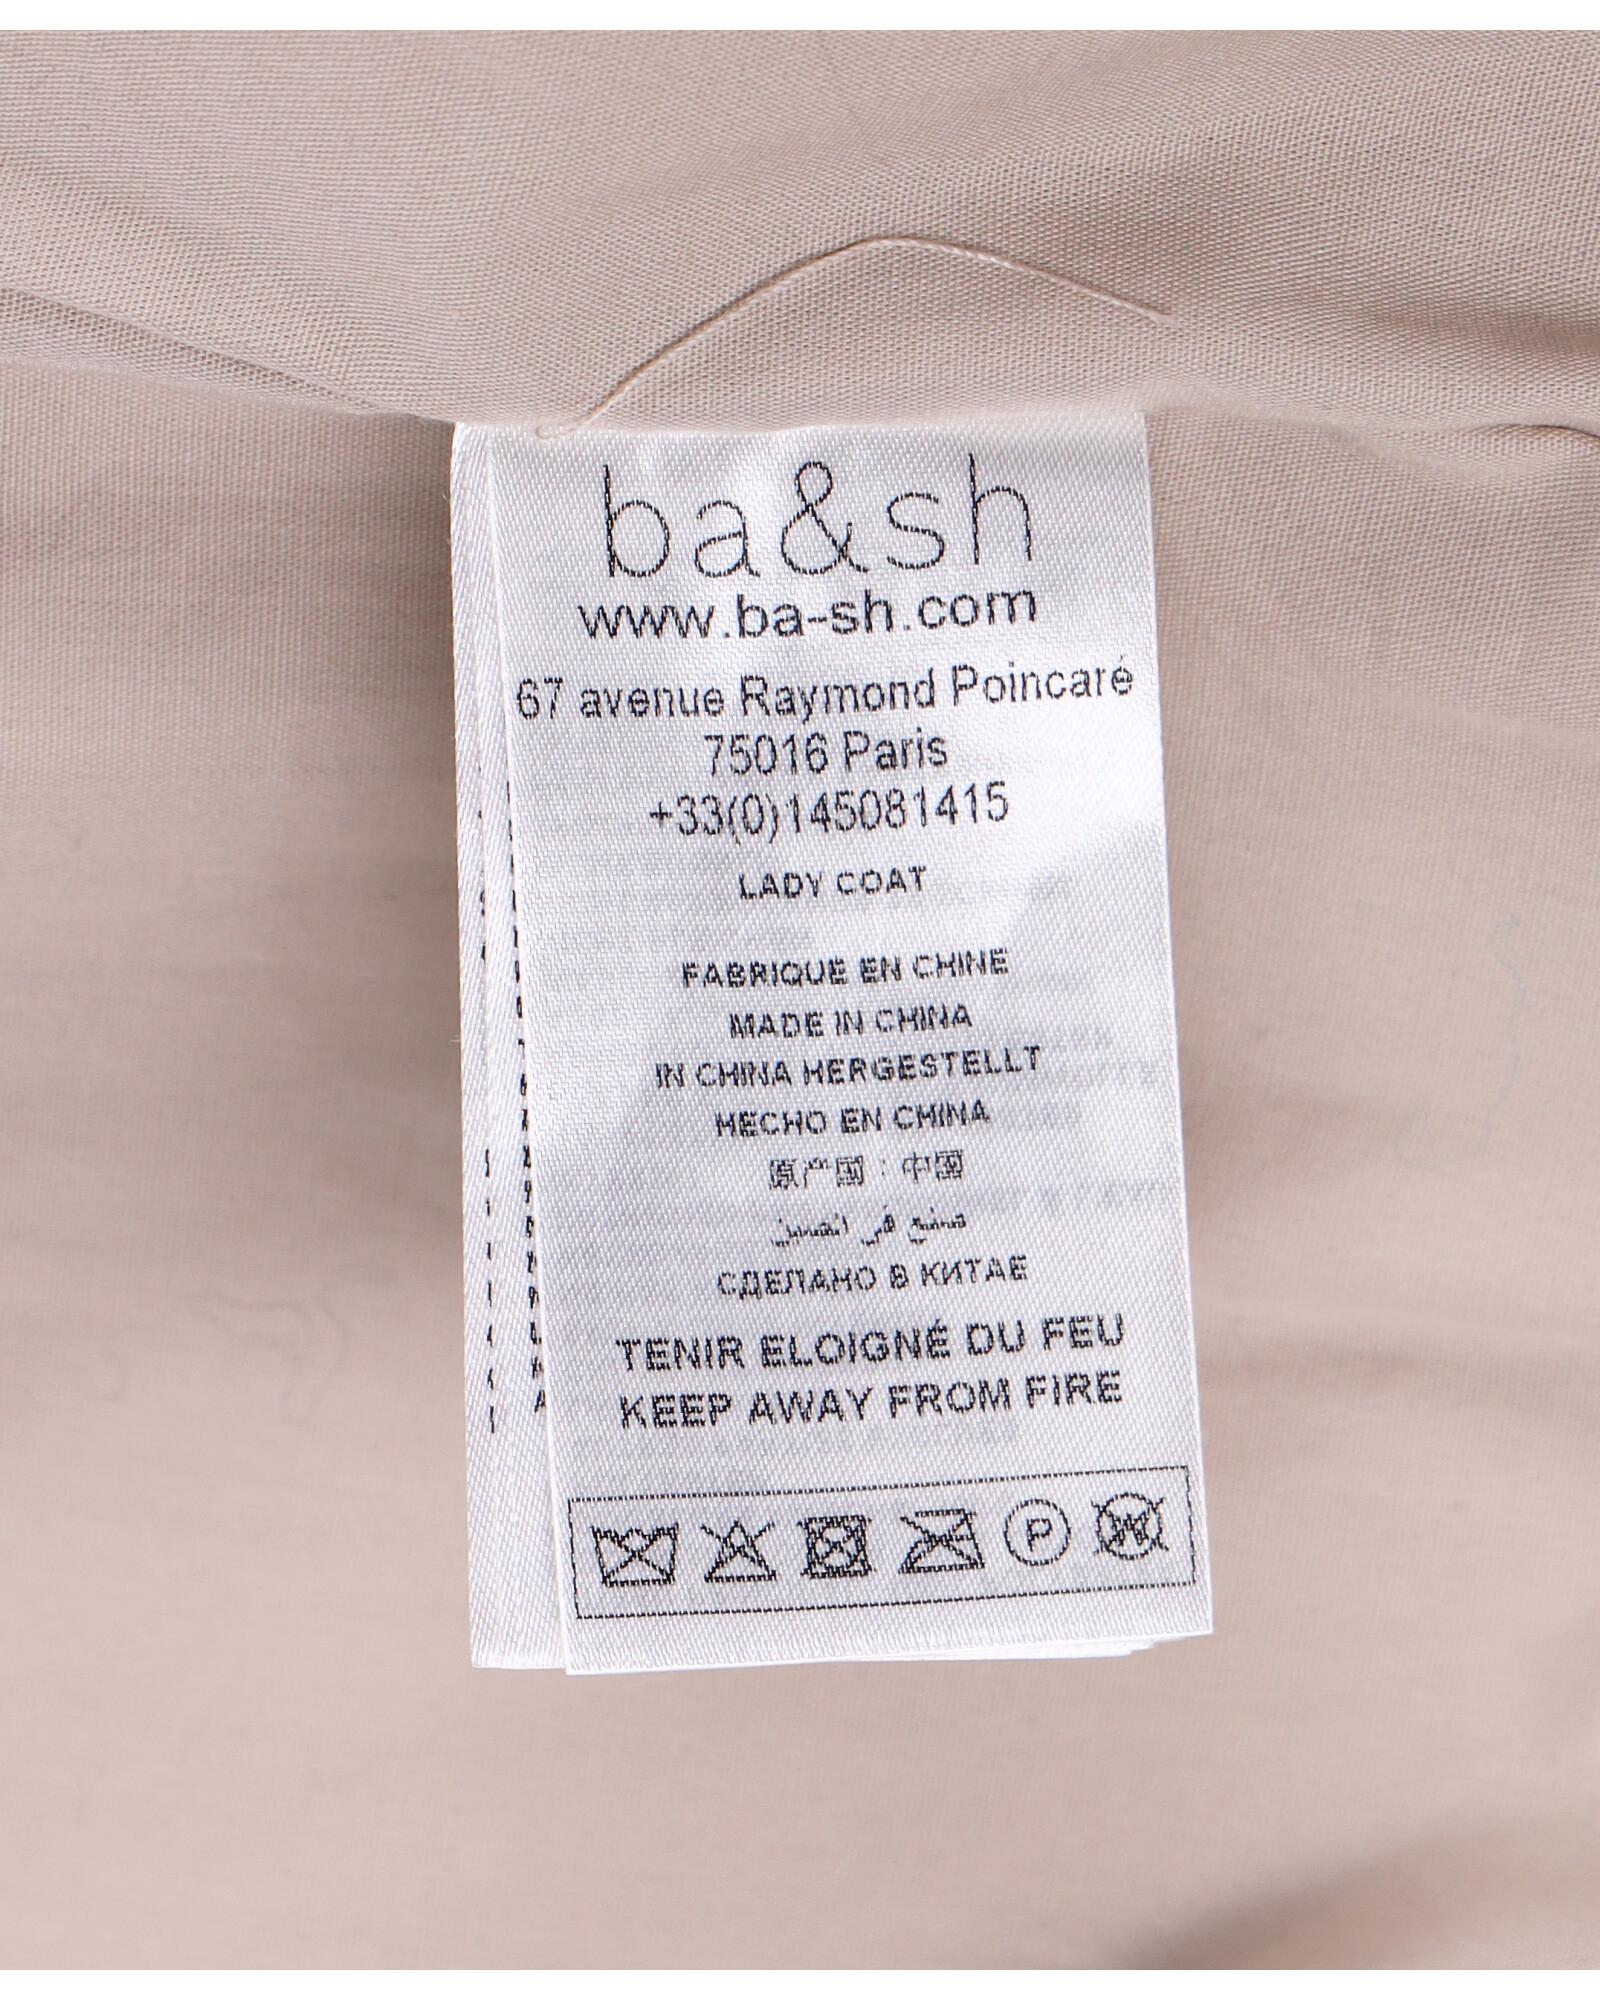 ba&sh
www.ba-sh.com
67 avenue Raymond Poincaré
75016 Paris
+33(0)145081415
LADY COAT
FABRIQUE EN CHINE
MADE IN CHINA
IN CHINA HERGESTELLT
HECHO EN CHINA
原产国：中国
صنع في الصين
СДЕЛАНО В КИТАЕ
TENIR ELOIGNÉ DU FEU
KEEP AWAY FROM FIRE
P
W